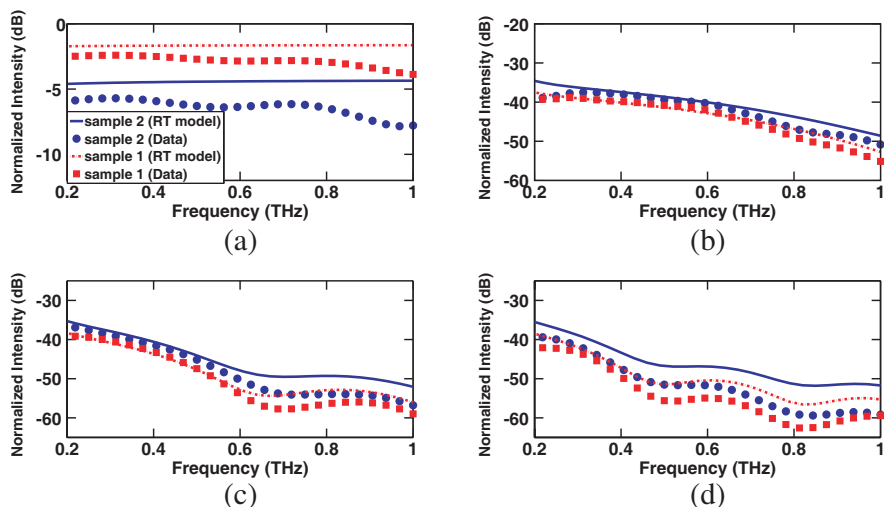 0
-5
-10
Normalized Intensity (dB)
sample 2 (RT model)
sample 2 (Data)
sample 1 (RT model)
sample 1 (Data)
0.2 0.4 0.6 0.8 1
Frequency (THz)
(a)
-20
-30
-40
-50
-60
Normalized Intensity (dB)
0.2 0.4 0.6 0.8 1
Frequency (THz)
(b)
-30
-40
-50
-60
Normalized Intensity (dB)
0.2 0.4 0.6 0.8 1
Frequency (THz)
(c)
-30
-40
-50
-60
Normalized Intensity (dB)
0.2 0.4 0.6 0.8 1
Frequency (THz)
(d)